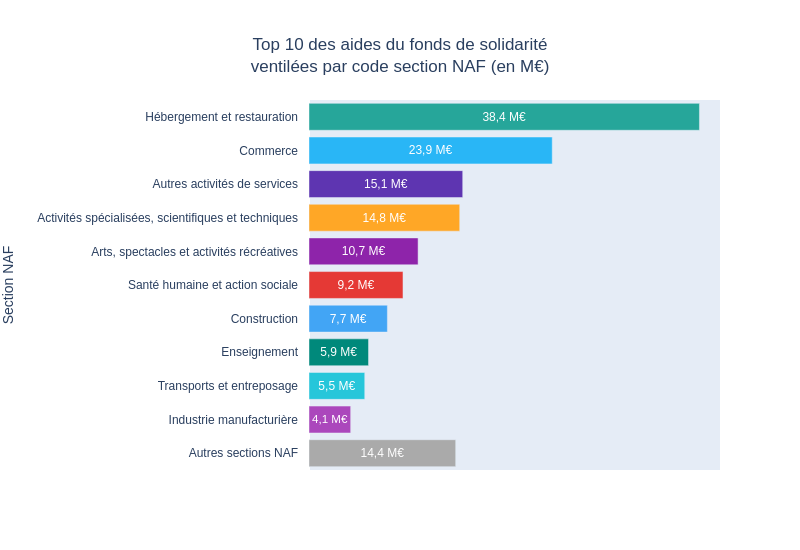 Top 10 des aides du fonds de solidarité
ventilées par code section NAF (en M€)
Section NAF
Hébergement et restauration 38,4 M€
Commerce 23,9 M€
Autres activités de services 15,1 M€
Activités spécialisées, scientifiques et techniques 14,8 M€
Arts, spectacles et activités récréatives 10,7 M€
Santé humaine et action sociale 9,2 M€
Construction 7,7 M€
Enseignement 5,9 M€
Transports et entreposage 5,5 M€
Industrie manufacturière 4,1 M€
Autres sections NAF 14,4 M€